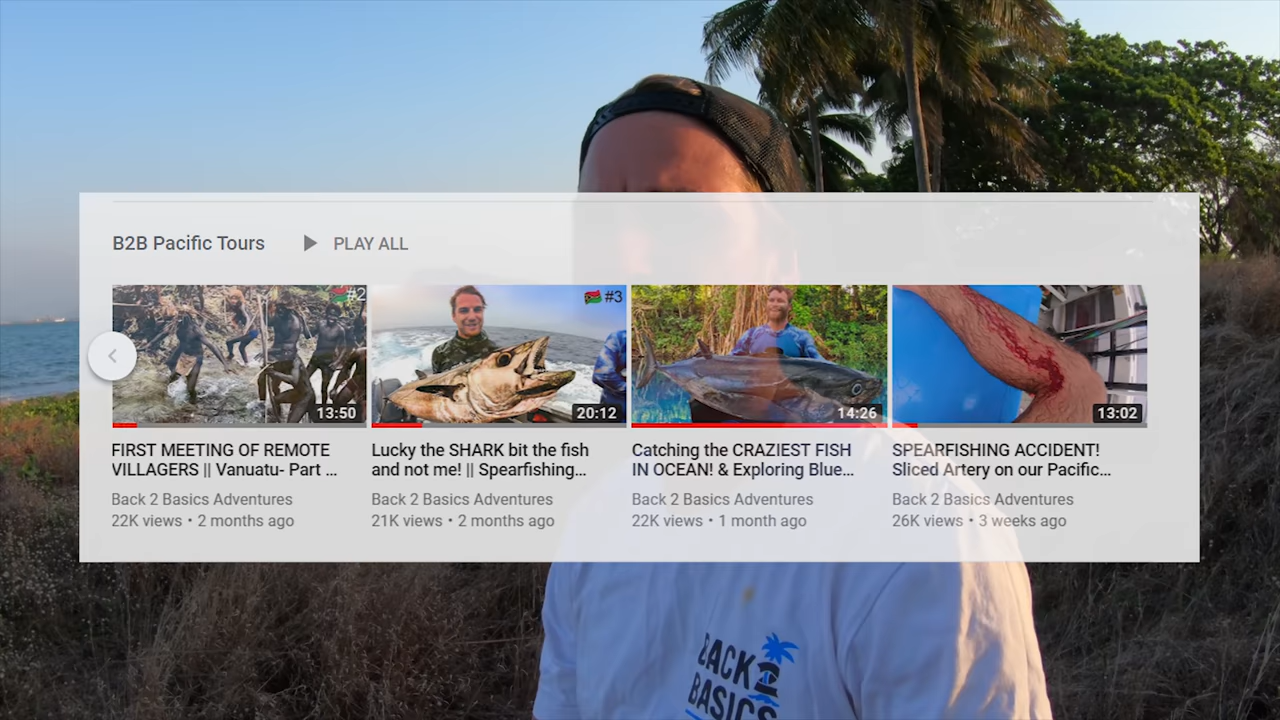 B2B Pacific Tours
PLAY ALL
#2
#3
13:50
20:12
14:26
13:02
FIRST MEETING OF REMOTE
VILLAGERS || Vanuatu- Part ...
Back 2 Basics Adventures
22K views • 2 months ago
Lucky the SHARK bit the fish
and not me! || Spearfishing...
Back 2 Basics Adventures
21K views • 2 months ago
Catching the CRAZIEST FISH
IN OCEAN! & Exploring Blue...
Back 2 Basics Adventures
22K views • 1 month ago
SPEARFISHING ACCIDENT!
Sliced Artery on our Pacific...
Back 2 Basics Adventures
26K views • 3 weeks ago
BACK
BASICS